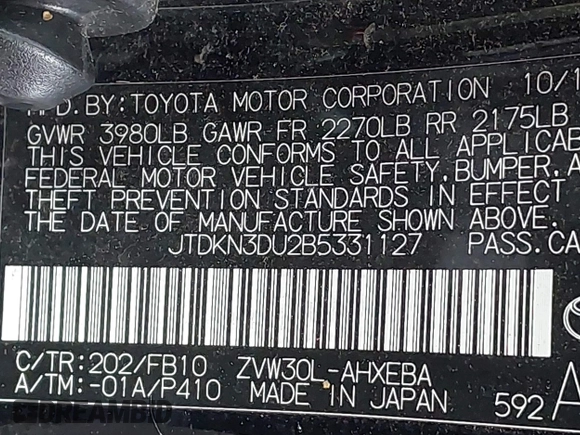 MFD. BY: TOYOTA MOTOR CORPORATION 10/1
GVWR 3980LB GAWR FR 2270LB RR 2175LB
THIS VEHICLE CONFORMS TO ALL APPLICAE
FEDERAL MOTOR VEHICLE SAFETY, BUMPER, A
THEFT PREVENTION STANDARDS IN EFFECT
THE DATE OF MANUFACTURE SHOWN ABOVE.
JTDKN3DU2B5331127 PASS.CA
C/TR:202/FB10 ZVW30L-AHXEBA
A/TM:-01A/P410 MADE IN JAPAN 592 A
DREAMBID